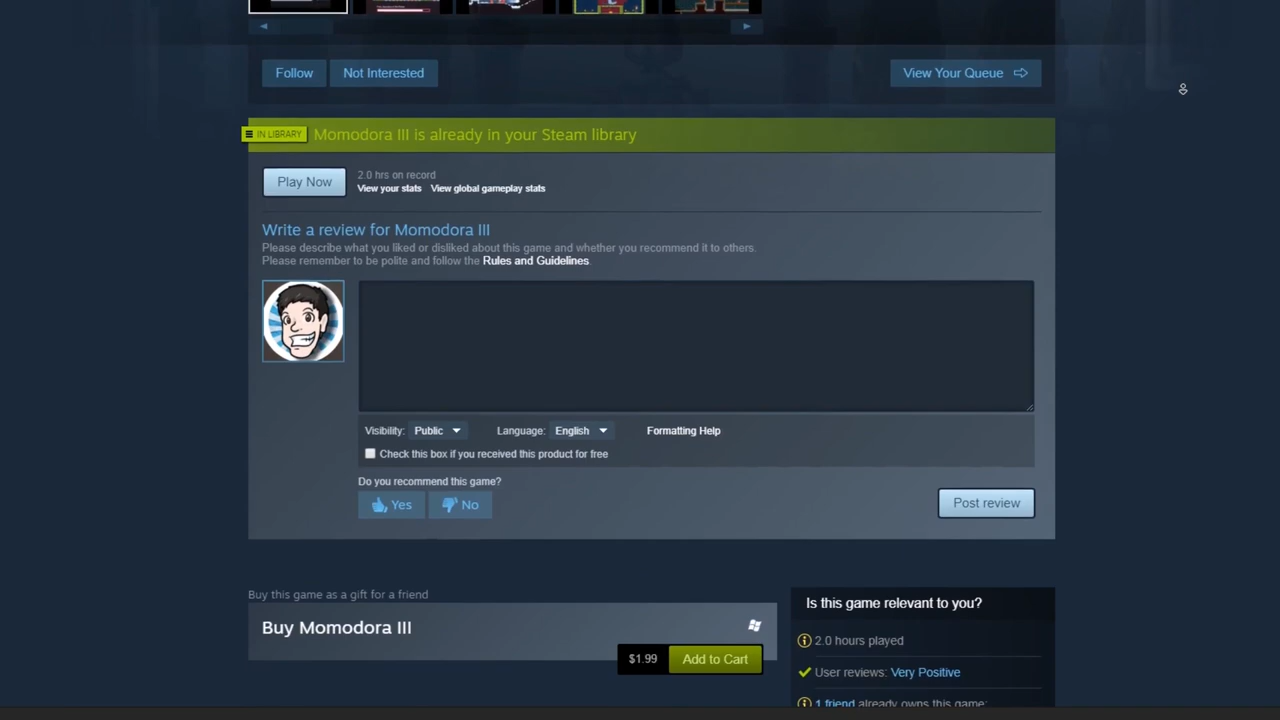 Follow
Not Interested
View Your Queue
IN LIBRARY
Momodora III is already in your Steam library
Play Now
2.0 hrs on record
View your stats View global gameplay stats
Write a review for Momodora III
Please describe what you liked or disliked about this game and whether you recommend it to others.
Please remember to be polite and follow the Rules and Guidelines.
Visibility: Public
Language: English
Formatting Help
Check this box if you received this product for free
Do you recommend this game?
Yes
No
Post review
Buy this game as a gift for a friend
Buy Momodora III
$1.99
Add to Cart
Is this game relevant to you?
2.0 hours played
User reviews: Very Positive
1 friend already owns this game: